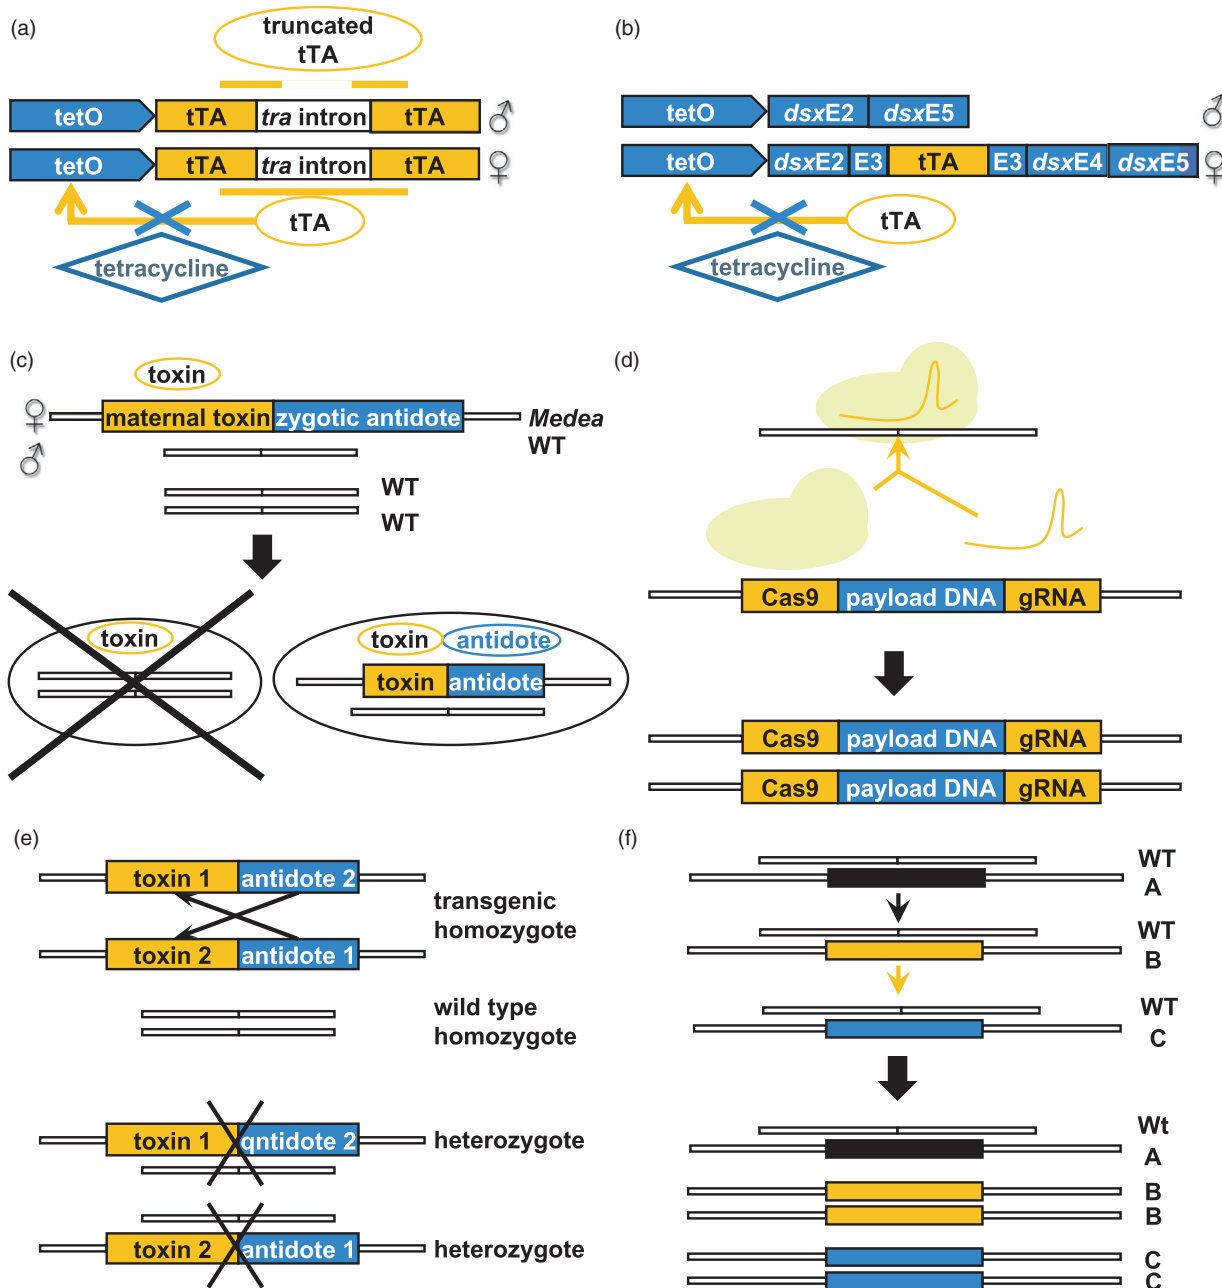 (a)
truncated
tTA
tetO tTA tra intron tTA ♂
tetO tTA tra intron tTA ♀
tTA
tetracycline
(b)
tetO dsxE2 dsxE5 ♂
tetO dsxE2 E3 tTA E3 dsxE4 dsxE5 ♀
tTA
tetracycline
(c)
toxin
♀ maternal toxin zygotic antidote Medea
♂ WT
WT
WT
toxin
toxin antidote
toxin antidote
(d)
Cas9 payload DNA gRNA
Cas9 payload DNA gRNA
Cas9 payload DNA gRNA
(e)
toxin 1 antidote 2
transgenic
homozygote
toxin 2 antidote 1
wild type
homozygote
toxin 1 qntidote 2 heterozygote
toxin 2 antidote 1 heterozygote
(f)
WT
A
WT
B
WT
C
Wt
A
B
B
C
C